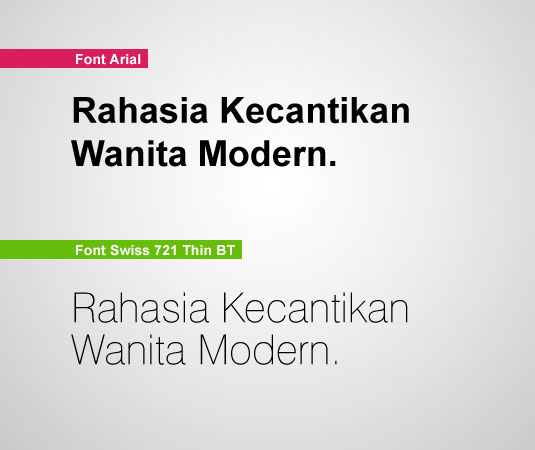 Font Arial
Rahasia Kecantikan
Wanita Modern.
Font Swiss 721 Thin BT
Rahasia Kecantikan
Wanita Modern.